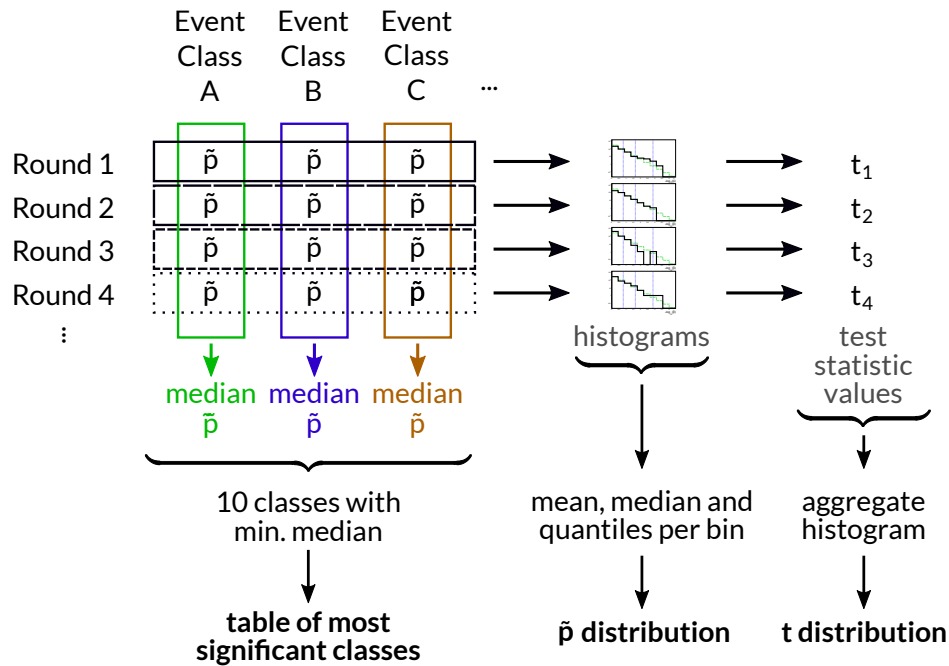 Event Class A
Event Class B
Event Class C
...
Round 1 p̃ p̃ p̃ t1
Round 2 p̃ p̃ p̃ t2
Round 3 p̃ p̃ p̃ t3
Round 4 p̃ p̃ p̃ t4
...
histograms
test
statistic
values
median p̃
median p̃
median p̃
10 classes with
min. median
mean, median and
quantiles per bin
aggregate
histogram
table of most
significant classes
p̃ distribution
t distribution